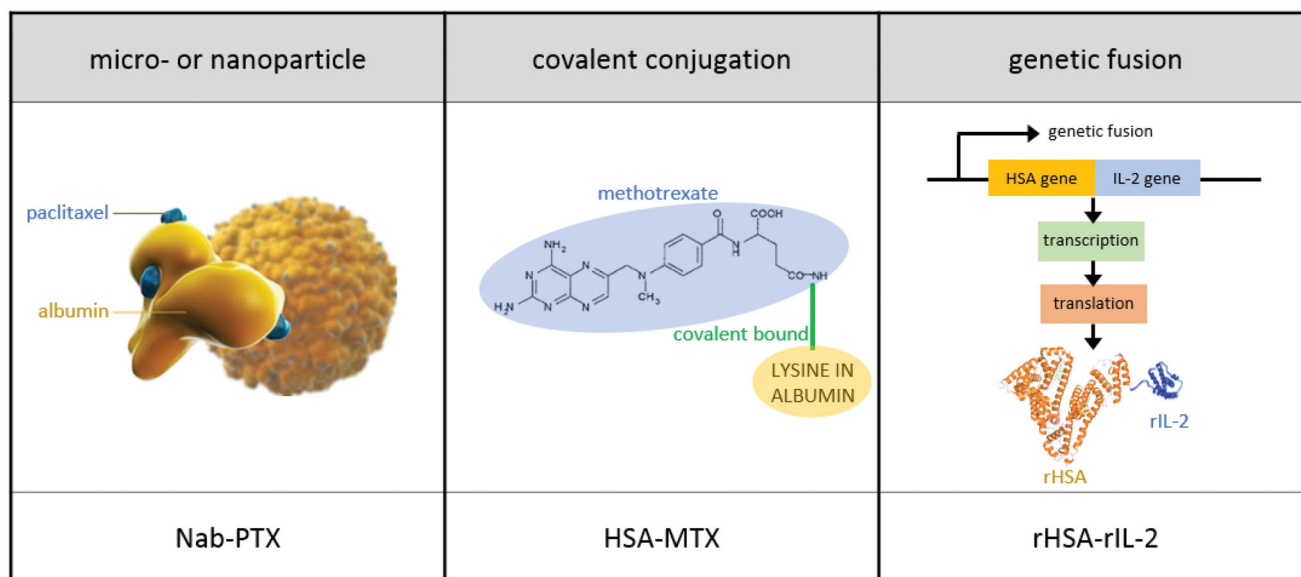 micro- or nanoparticle
covalent conjugation
genetic fusion
paclitaxel
albumin
methotrexate
NH₂
H₂N
N
N
N
N
N
CH₃
O
N
H
COOH
CO
NH
covalent bound
LYSINE IN
ALBUMIN
genetic fusion
HSA gene
IL-2 gene
transcription
translation
rIL-2
rHSA
Nab-PTX
HSA-MTX
rHSA-rIL-2